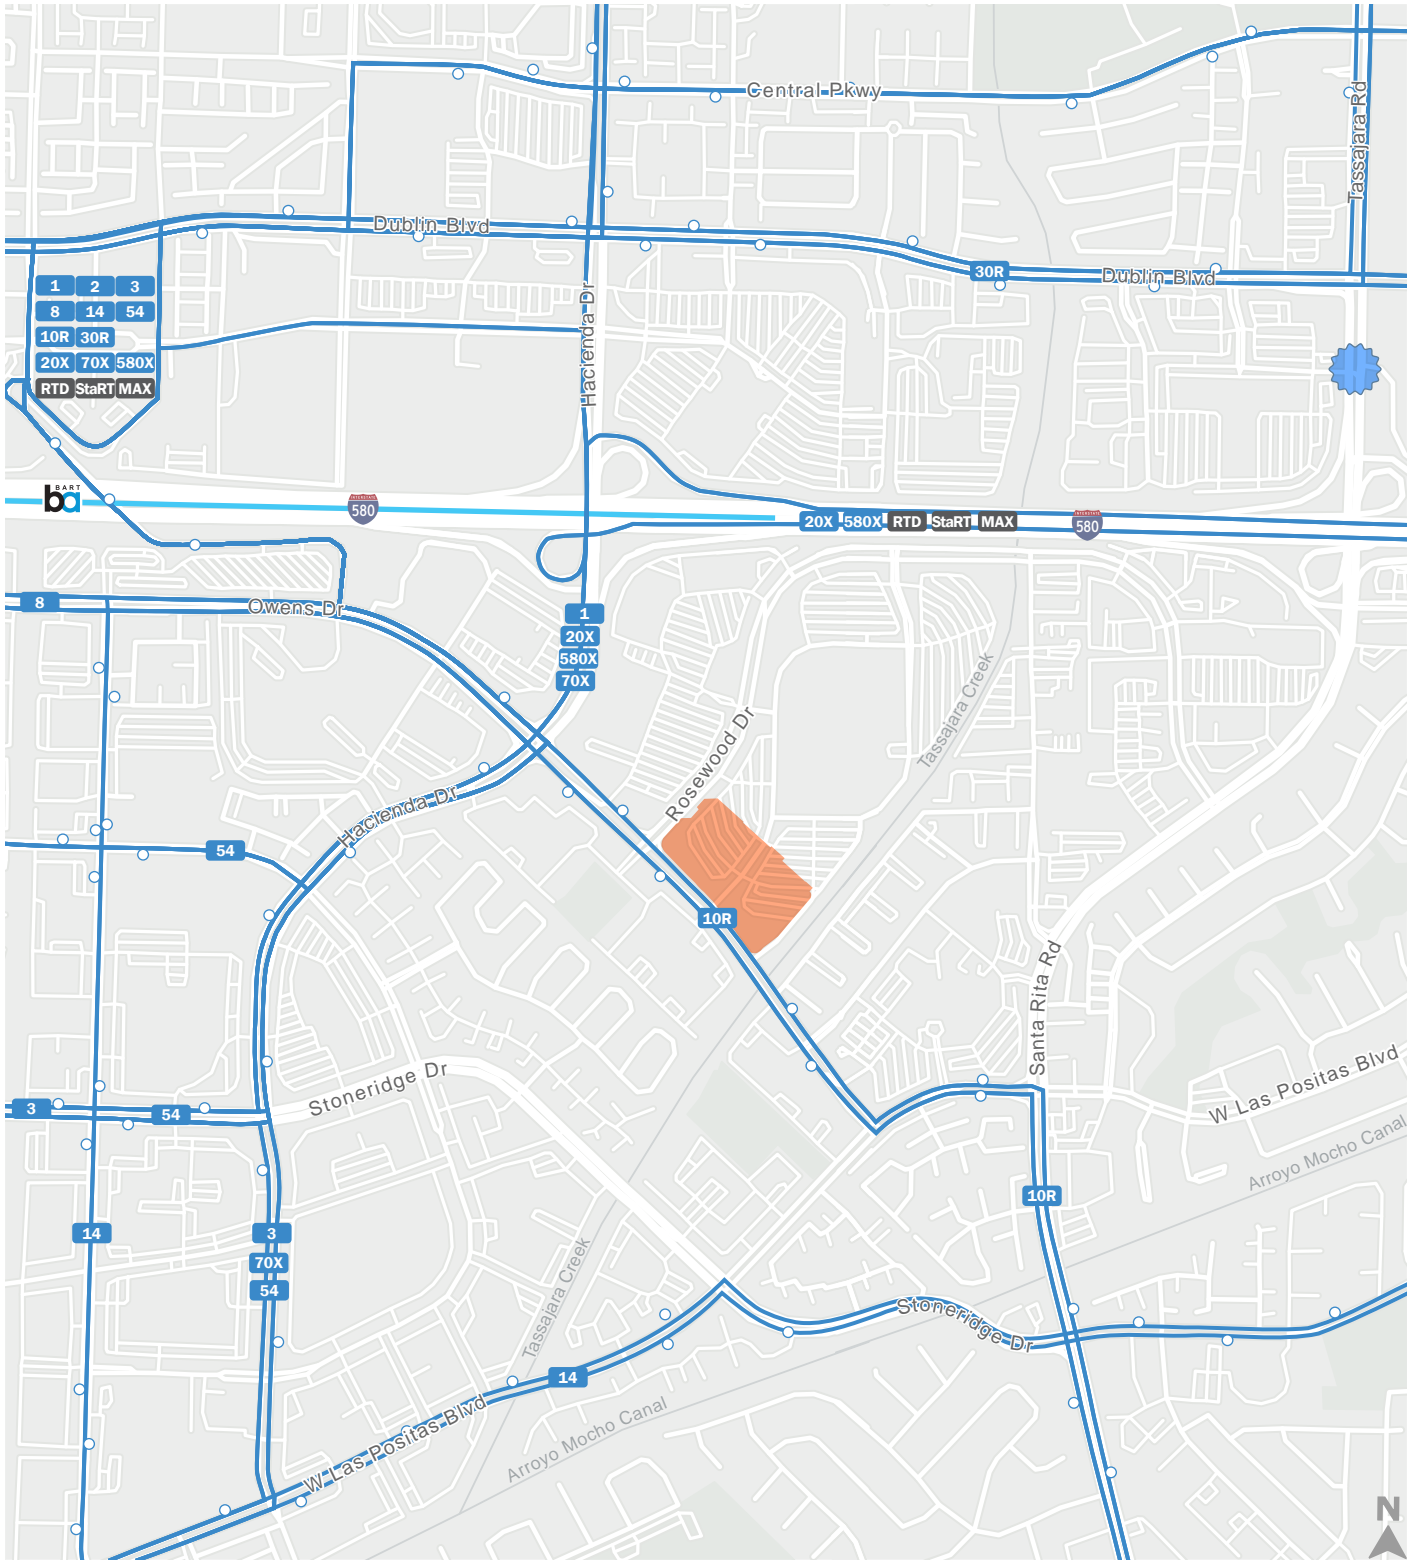 Central Pkwy
Tassajara Rd
Dublin Blvd
30R
Dublin Blvd
1 2 3
8 14 54
10R 30R
20X 70X 580X
RTD StaRT MAX
Hacienda Dr
BART
ba
INTERSTATE
580
20X 580X RTD StaRT MAX
INTERSTATE
580
8
Owens Dr
1
20X
580X
70X
Tassajara Creek
Rosewood Dr
Hacienda Dr
54
10R
Santa Rita Rd
Stoneridge Dr
W Las Positas Blvd
3
54
Arroyo Mocho Canal
10R
14
3
70X
54
Tassajara Creek
Stoneridge Dr
14
W Las Positas Blvd
Arroyo Mocho Canal
N